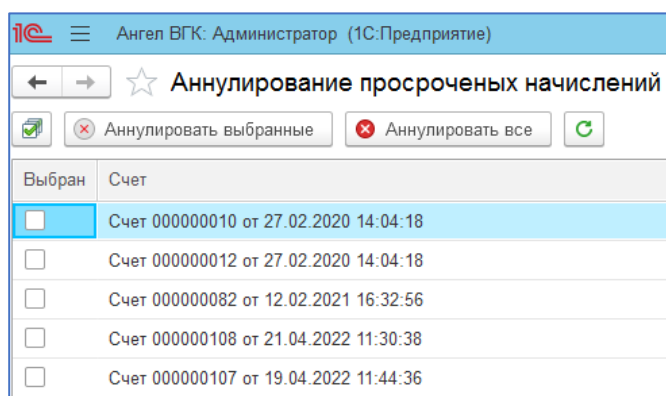 1С Ангел ВГК: Администратор (1С:Предприятие)
Аннулирование просроченых начислений
Аннулировать выбранные Аннулировать все
Выбран Счет
Счет 000000010 от 27.02.2020 14:04:18
Счет 000000012 от 27.02.2020 14:04:18
Счет 000000082 от 12.02.2021 16:32:56
Счет 000000108 от 21.04.2022 11:30:38
Счет 000000107 от 19.04.2022 11:44:36